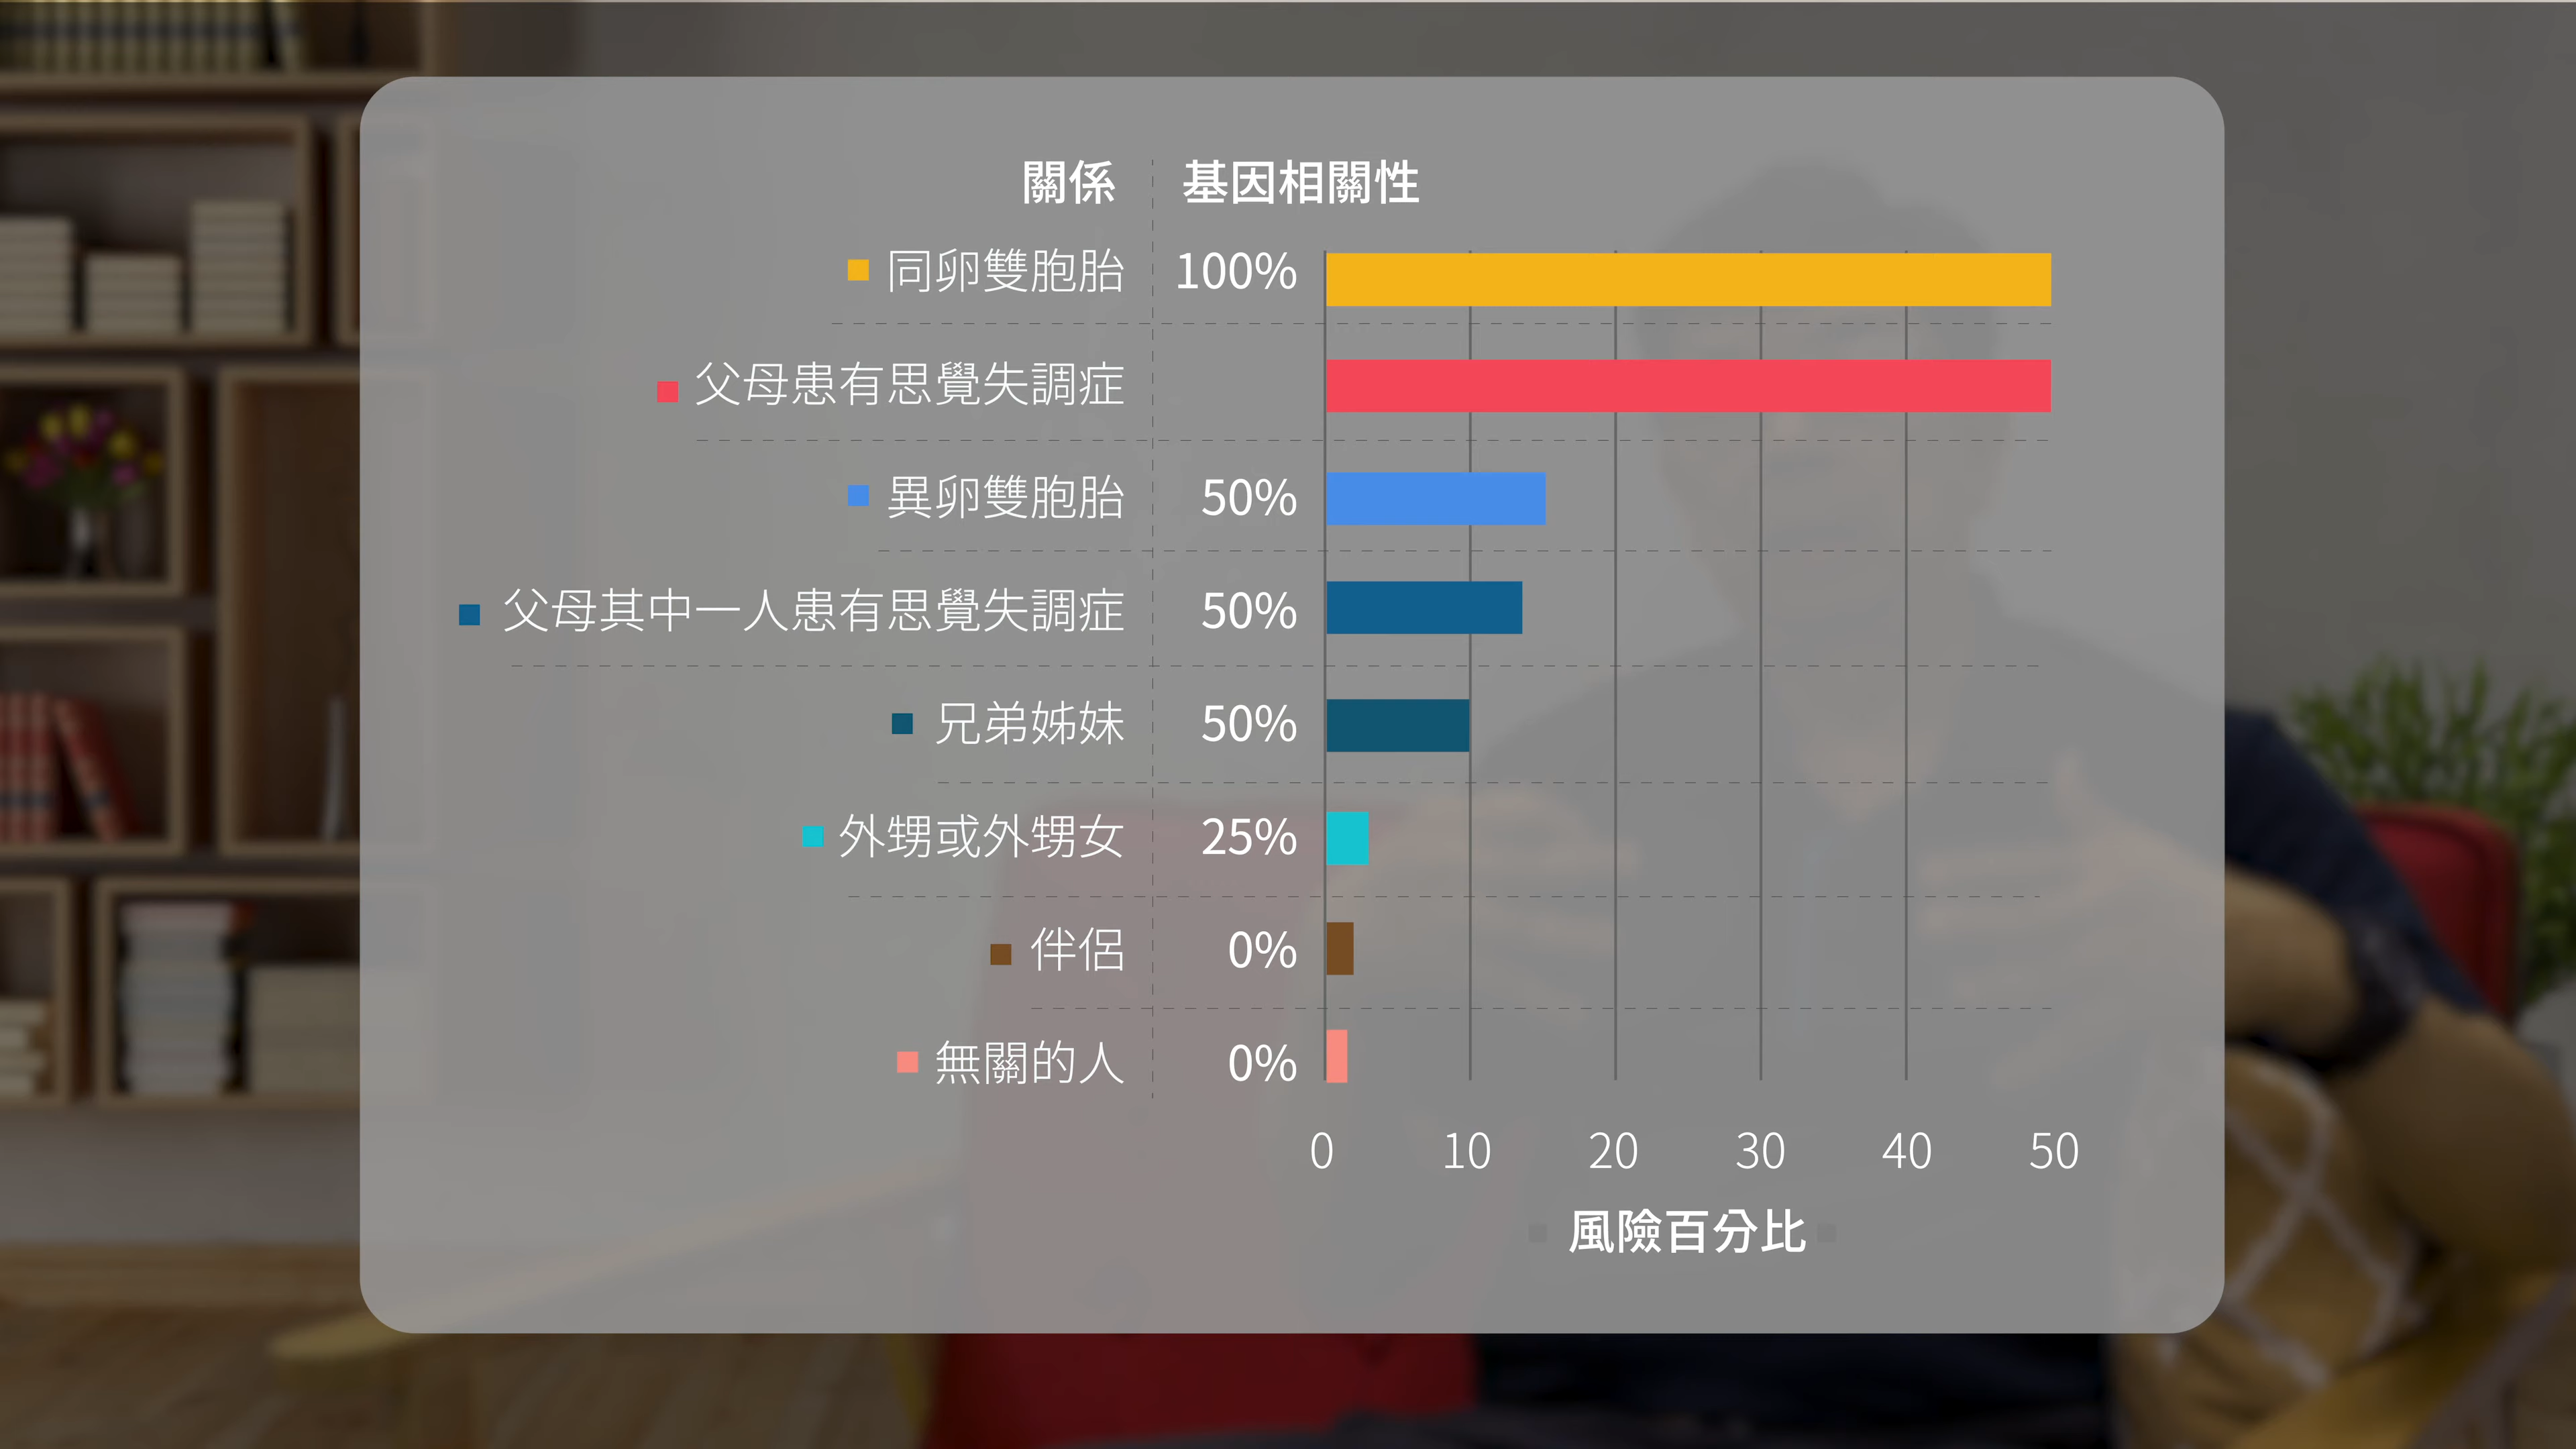 關係 基因相關性
同卵雙胞胎 100%
父母患有思覺失調症
異卵雙胞胎 50%
父母其中一人患有思覺失調症 50%
兄弟姊妹 50%
外甥或外甥女 25%
伴侶 0%
無關的人 0%
0 10 20 30 40 50
風險百分比